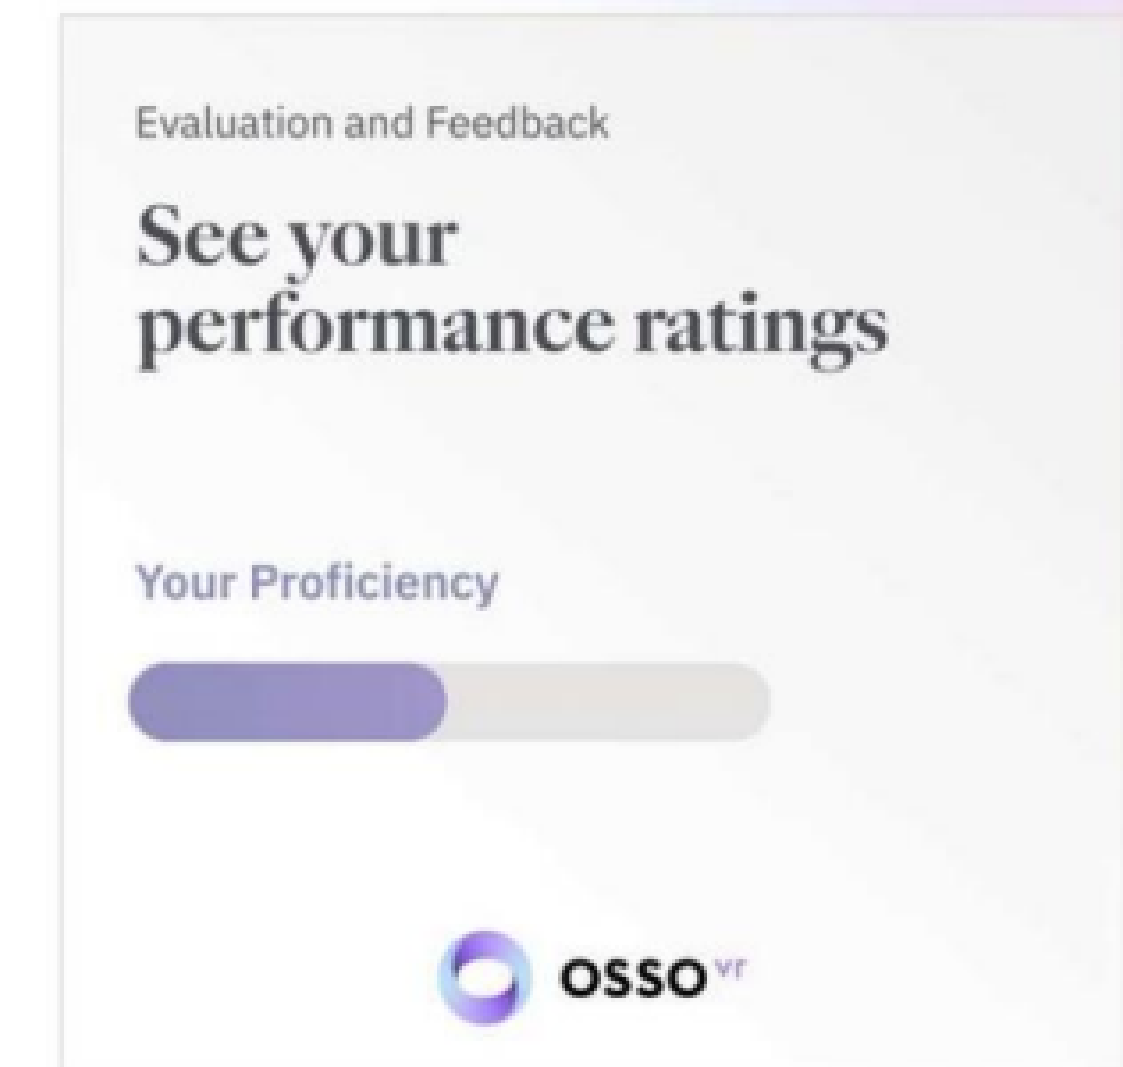 Evaluation and Feedback
See your
performance ratings
Your Proficiency
osso vr